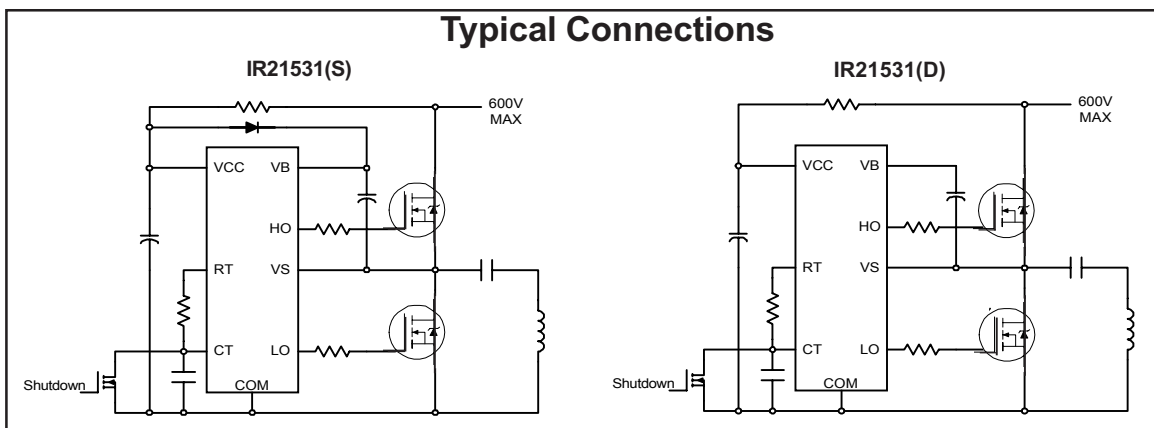 Typical Connections
IR21531(S)
600V
MAX
VCC
VB
HO
RT
VS
CT
LO
COM
Shutdown
IR21531(D)
600V
MAX
VCC
VB
HO
RT
VS
CT
LO
COM
Shutdown